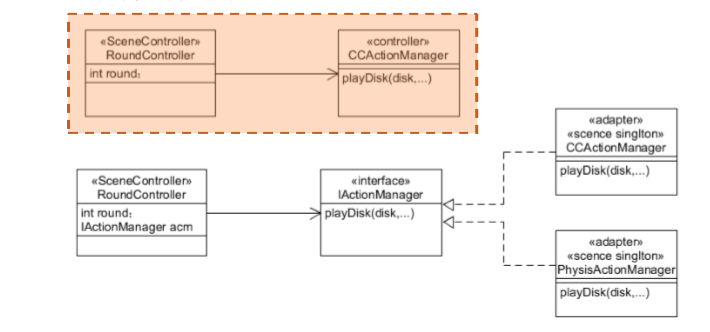 «SceneController»
RoundController
int round;
«controller»
CCActionManager
playDisk(disk,...)
«SceneController»
RoundController
int round;
IActionManager acm
«interface»
IActionManager
playDisk(disk,...)
«adapter»
«scence singlton»
CCActionManager
playDisk(disk,...)
«adapter»
«scence singlton»
PhysisActionManager
playDisk(disk,...)